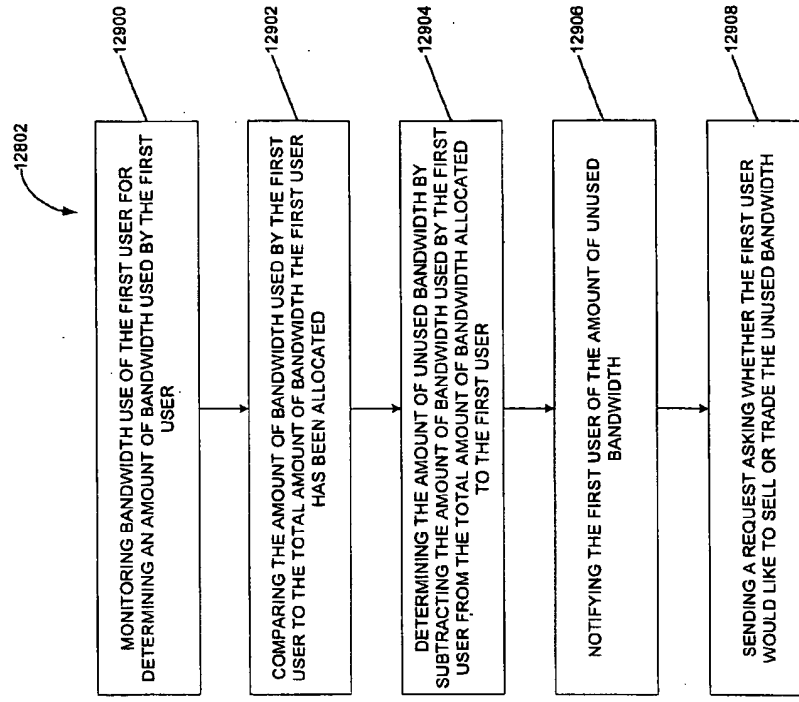 12802
MONITORING BANDWIDTH USE OF THE FIRST USER FOR
DETERMINING AN AMOUNT OF BANDWIDTH USED BY THE FIRST
USER
12900
COMPARING THE AMOUNT OF BANDWIDTH USED BY THE FIRST
USER TO THE TOTAL AMOUNT OF BANDWIDTH THE FIRST USER
HAS BEEN ALLOCATED
12902
DETERMINING THE AMOUNT OF UNUSED BANDWIDTH BY
SUBTRACTING THE AMOUNT OF BANDWIDTH USED BY THE FIRST
USER FROM THE TOTAL AMOUNT OF BANDWIDTH ALLOCATED
TO THE FIRST USER
12904
NOTIFYING THE FIRST USER OF THE AMOUNT OF UNUSED
BANDWIDTH
12906
SENDING A REQUEST ASKING WHETHER THE FIRST USER
WOULD LIKE TO SELL OR TRADE THE UNUSED BANDWIDTH
12908